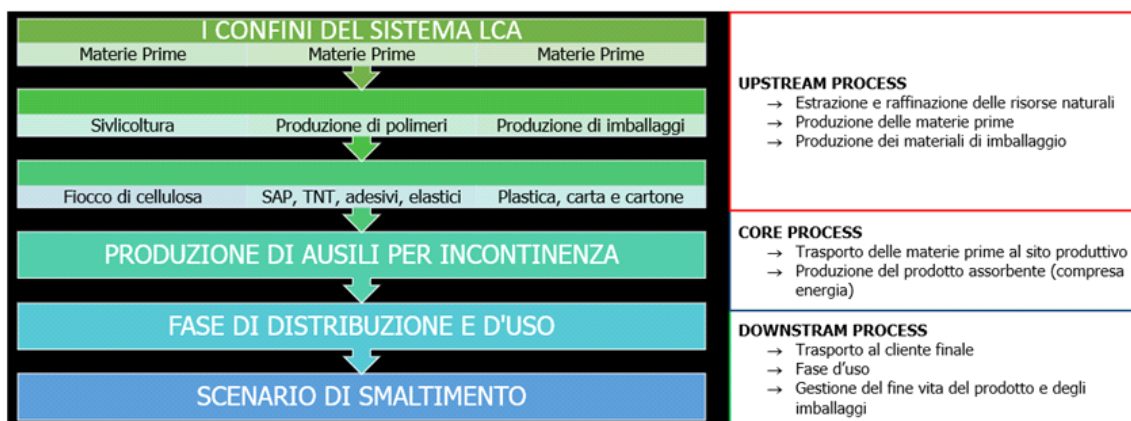 I CONFINI DEL SISTEMA LCA
Materie Prime Materie Prime Materie Prime
Sivlicoltura Produzione di polimeri Produzione di imballaggi
Fiocco di cellulosa SAP, TNT, adesivi, elastici Plastica, carta e cartone
PRODUZIONE DI AUSILI PER INCONTINENZA
FASE DI DISTRIBUZIONE E D'USO
SCENARIO DI SMALTIMENTO
UPSTREAM PROCESS
→ Estrazione e raffinazione delle risorse naturali
→ Produzione delle materie prime
→ Produzione dei materiali di imballaggio
CORE PROCESS
→ Trasporto delle materie prime al sito produttivo
→ Produzione del prodotto assorbente (compresa
energia)
DOWNSTRAM PROCESS
→ Trasporto al cliente finale
→ Fase d'uso
→ Gestione del fine vita del prodotto e degli
imballaggi